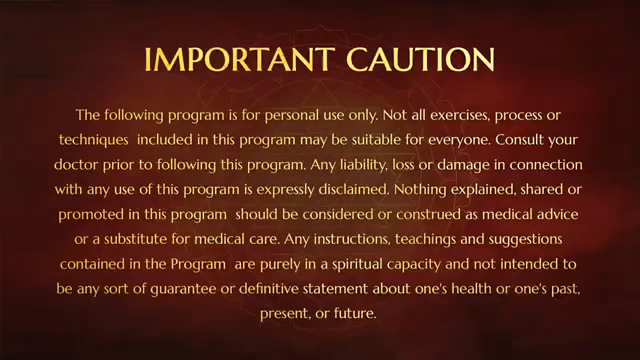 IMPORTANT CAUTION
The following program is for personal use only. Not all exercises, process or
techniques included in this program may be suitable for everyone. Consult your
doctor prior to following this program. Any liability, loss or damage in connection
with any use of this program is expressly disclaimed. Nothing explained, shared or
promoted in this program should be considered or construed as medical advice
or a substitute for medical care. Any instructions, teachings and suggestions
contained in the Program are purely in a spiritual capacity and not intended to
be any sort of guarantee or definitive statement about one's health or one's past,
present, or future.